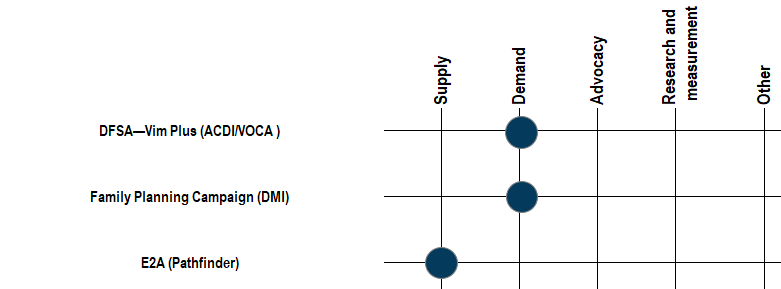 Supply
Demand
Advocacy
Research and
measurement
Other
DFSA—Vim Plus (ACDI/VOCA )
Family Planning Campaign (DMI)
E2A (Pathfinder)